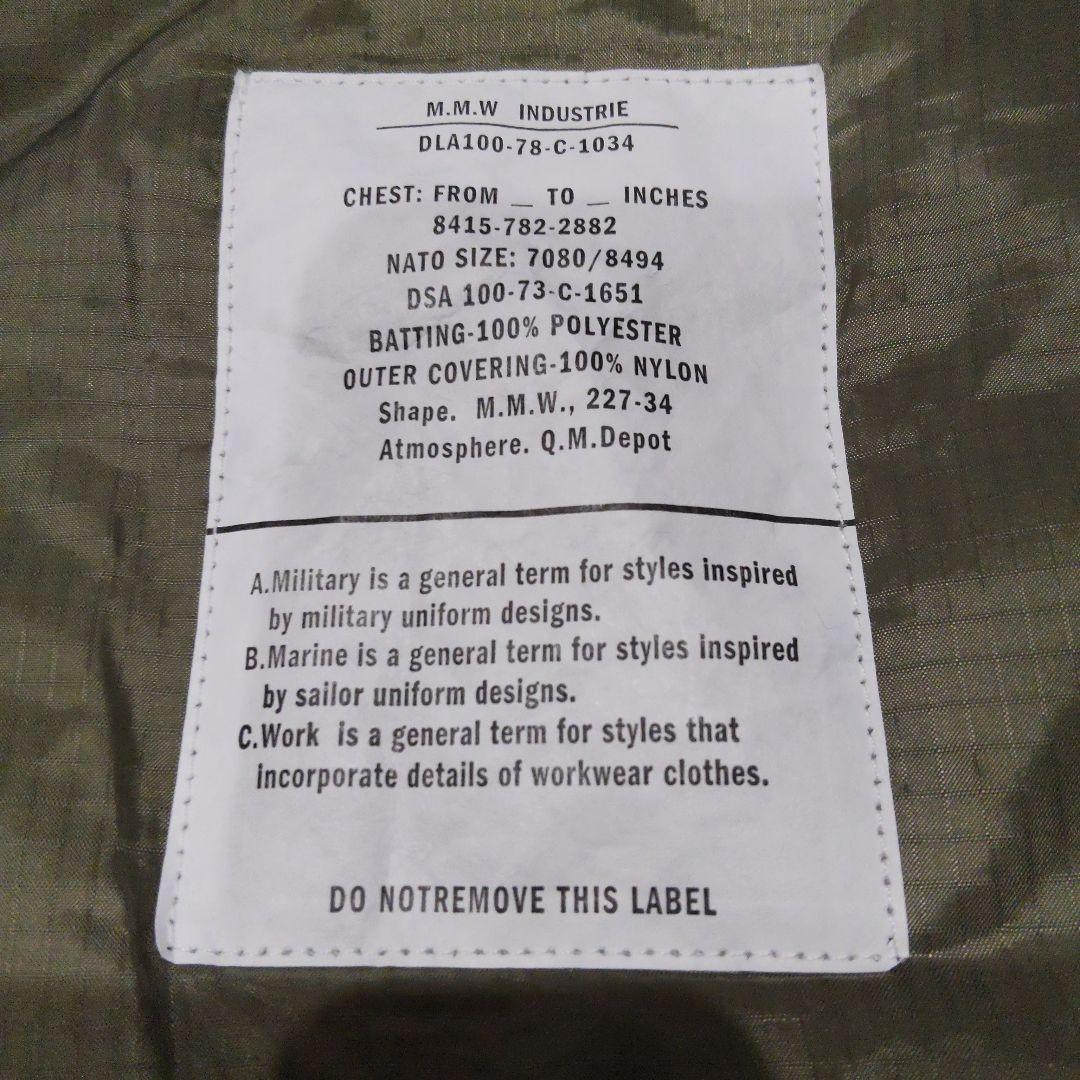 M.M.W INDUSTRIE
DLA100-78-C-1034
CHEST: FROM _ TO _ INCHES
8415-782-2882
NATO SIZE: 7080/8494
DSA 100-73-C-1651
BATTING-100% POLYESTER
OUTER COVERING-100% NYLON
Shape. M.M.W., 227-34
Atmosphere. Q.M.Depot
A.Military is a general term for styles inspired
by military uniform designs.
B.Marine is a general term for styles inspired
by sailor uniform designs.
C.Work is a general term for styles that
incorporate details of workwear clothes.
DO NOTREMOVE THIS LABEL